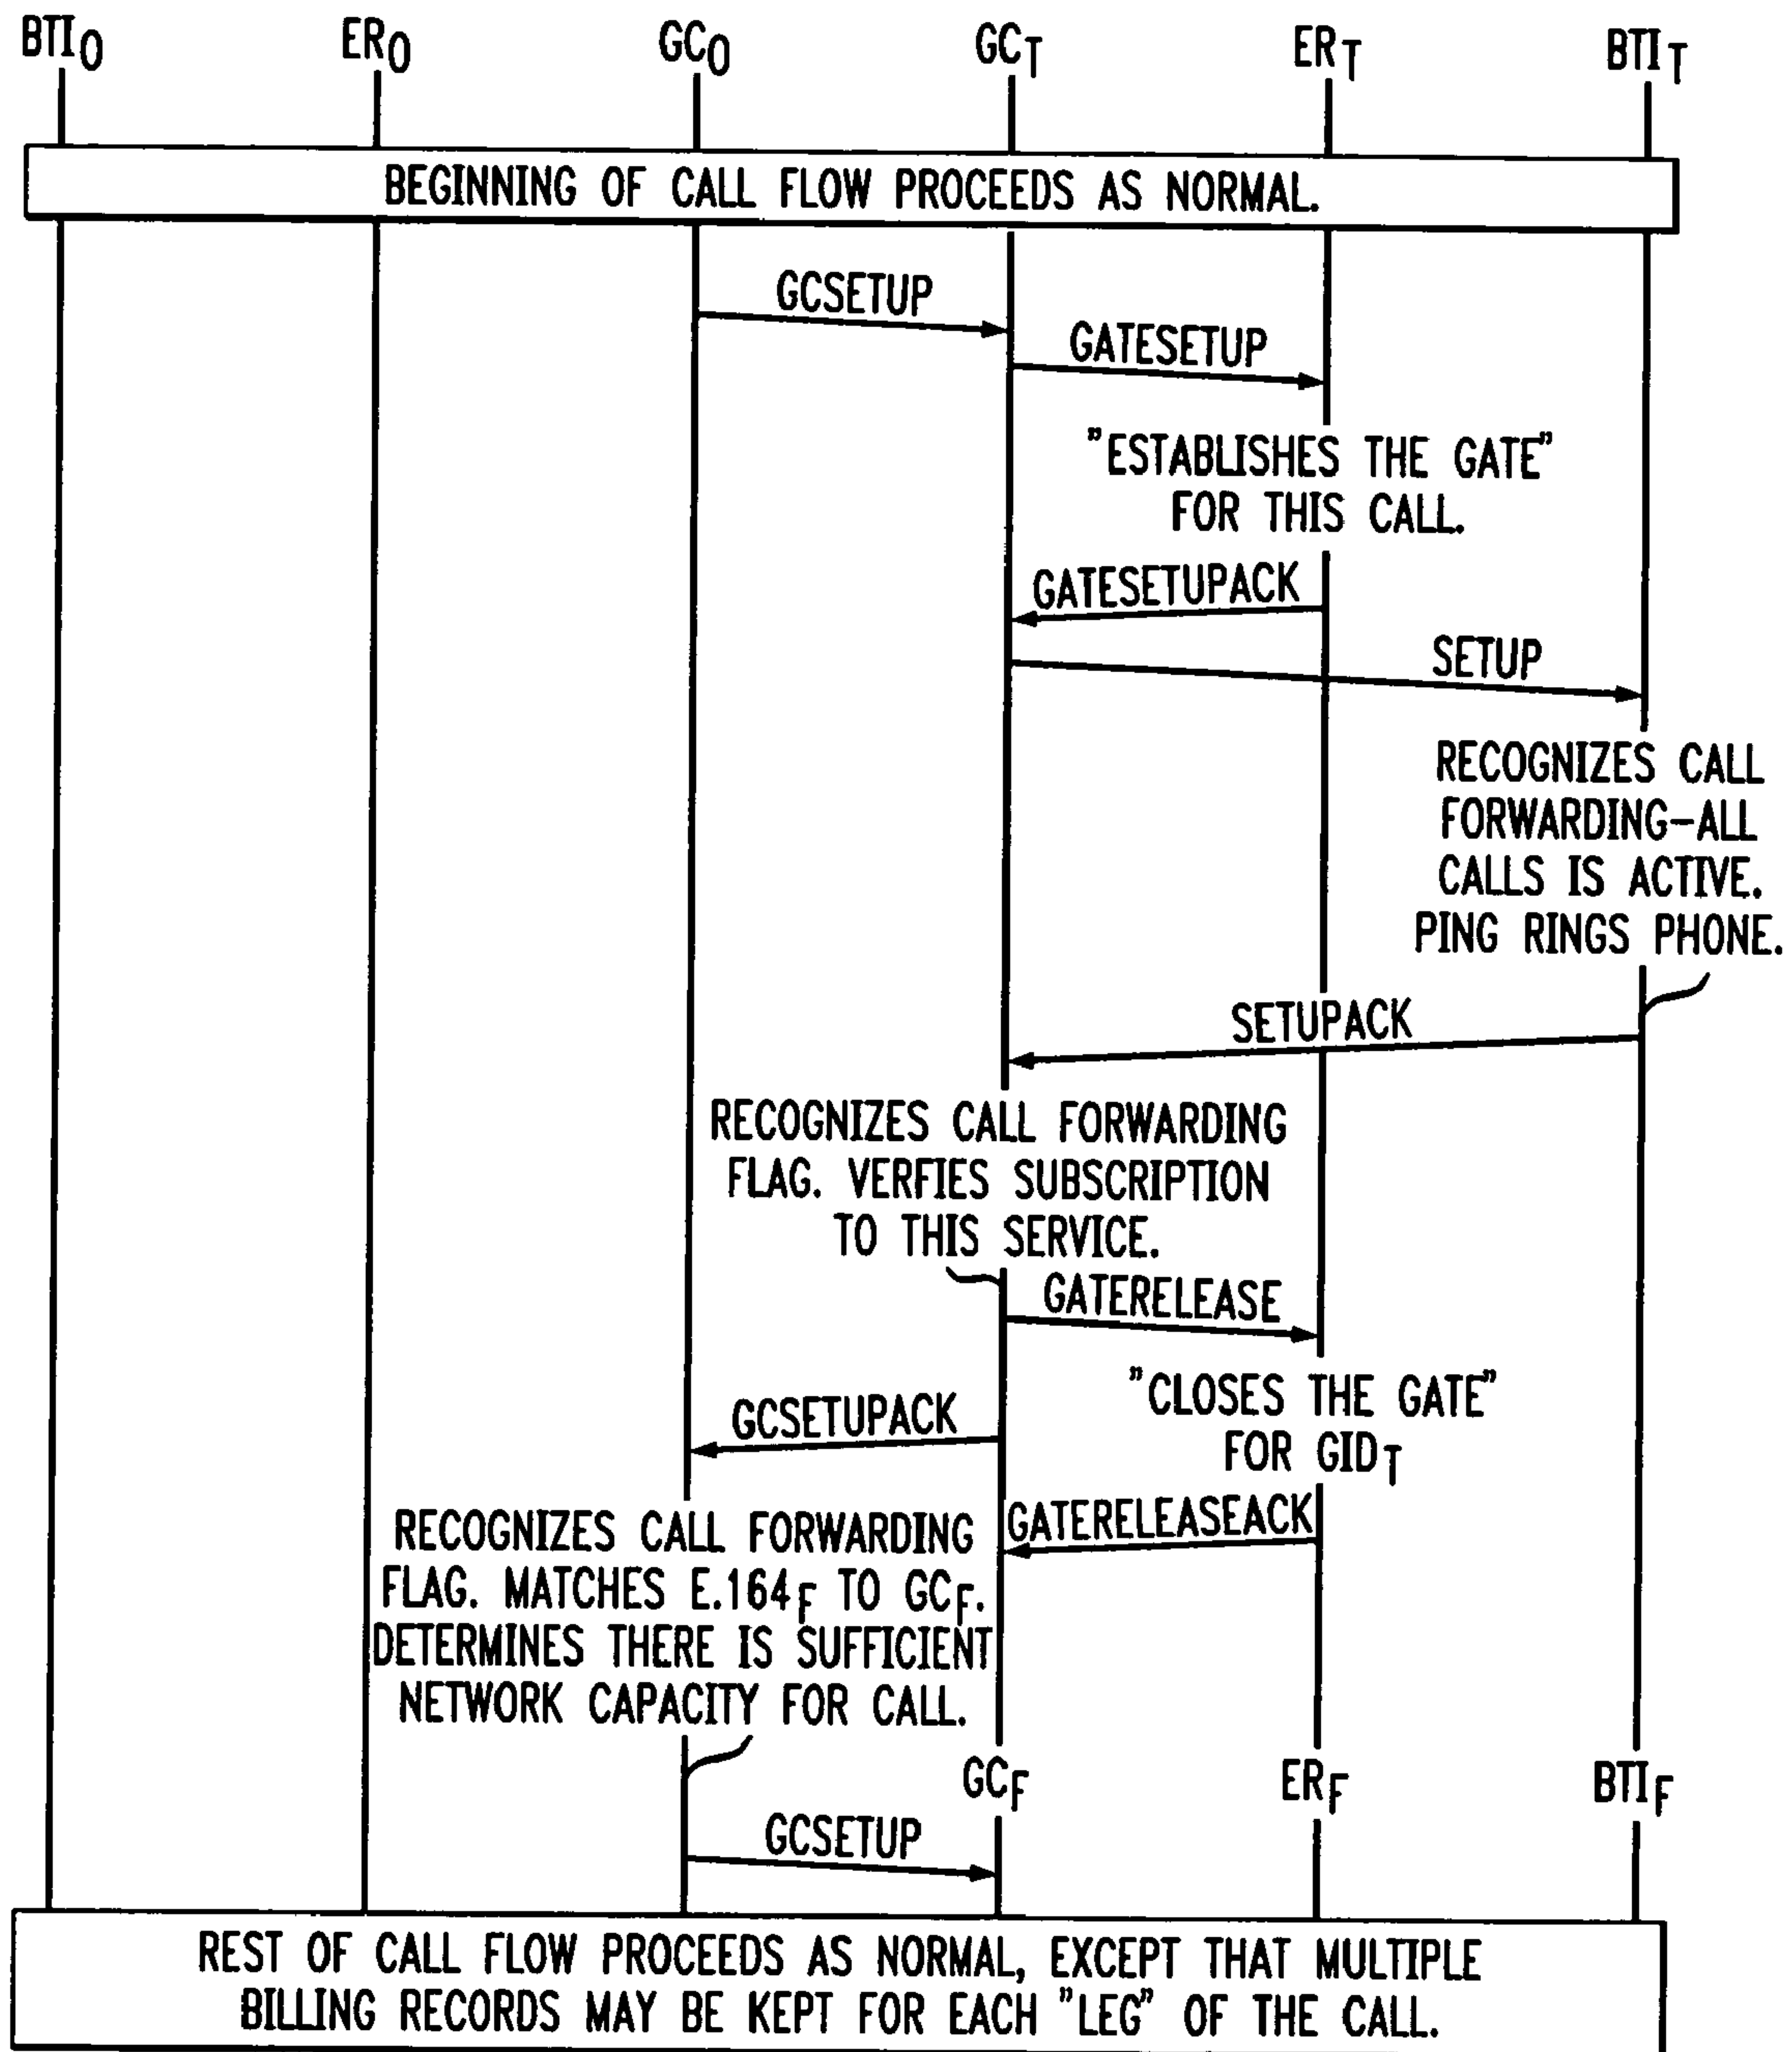 BTIO ERO GCO GCT ERT BTIT
BEGINNING OF CALL FLOW PROCEEDS AS NORMAL.
GCSETUP
GATESETUP
"ESTABLISHES THE GATE"
FOR THIS CALL.
GATESETUPACK
SETUP
RECOGNIZES CALL
FORWARDING-ALL
CALLS IS ACTIVE.
PING RINGS PHONE.
SETUPACK
RECOGNIZES CALL FORWARDING
FLAG. VERFIES SUBSCRIPTION
TO THIS SERVICE.
GATERELEASE
"CLOSES THE GATE"
FOR GIDT
GCSETUPACK
GATERELEASEACK
RECOGNIZES CALL FORWARDING
FLAG. MATCHES E.164F TO GCF.
DETERMINES THERE IS SUFFICIENT
NETWORK CAPACITY FOR CALL.
GCF ERF BTIF
GCSETUP
REST OF CALL FLOW PROCEEDS AS NORMAL, EXCEPT THAT MULTIPLE
BILLING RECORDS MAY BE KEPT FOR EACH "LEG" OF THE CALL.